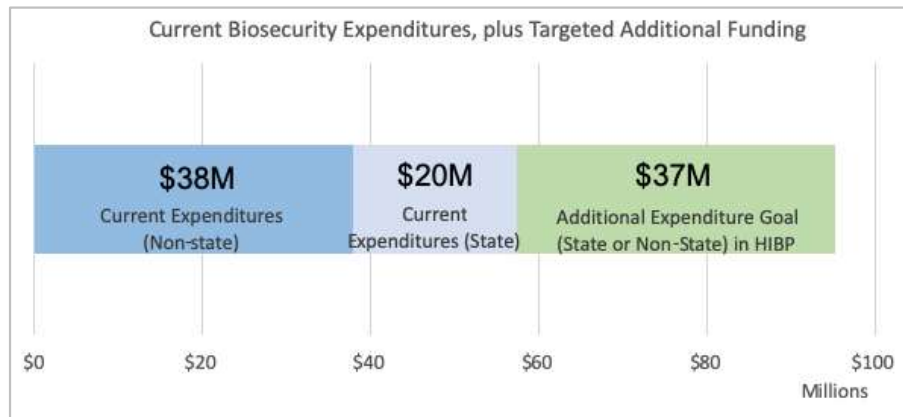 Current Biosecurity Expenditures, plus Targeted Additional Funding
$38M
Current Expenditures
(Non-state)
$20M
Current
Expenditures (State)
$37M
Additional Expenditure Goal
(State or Non-State) in HIBP
$0
$20
$40
$60
$80
$100
Millions